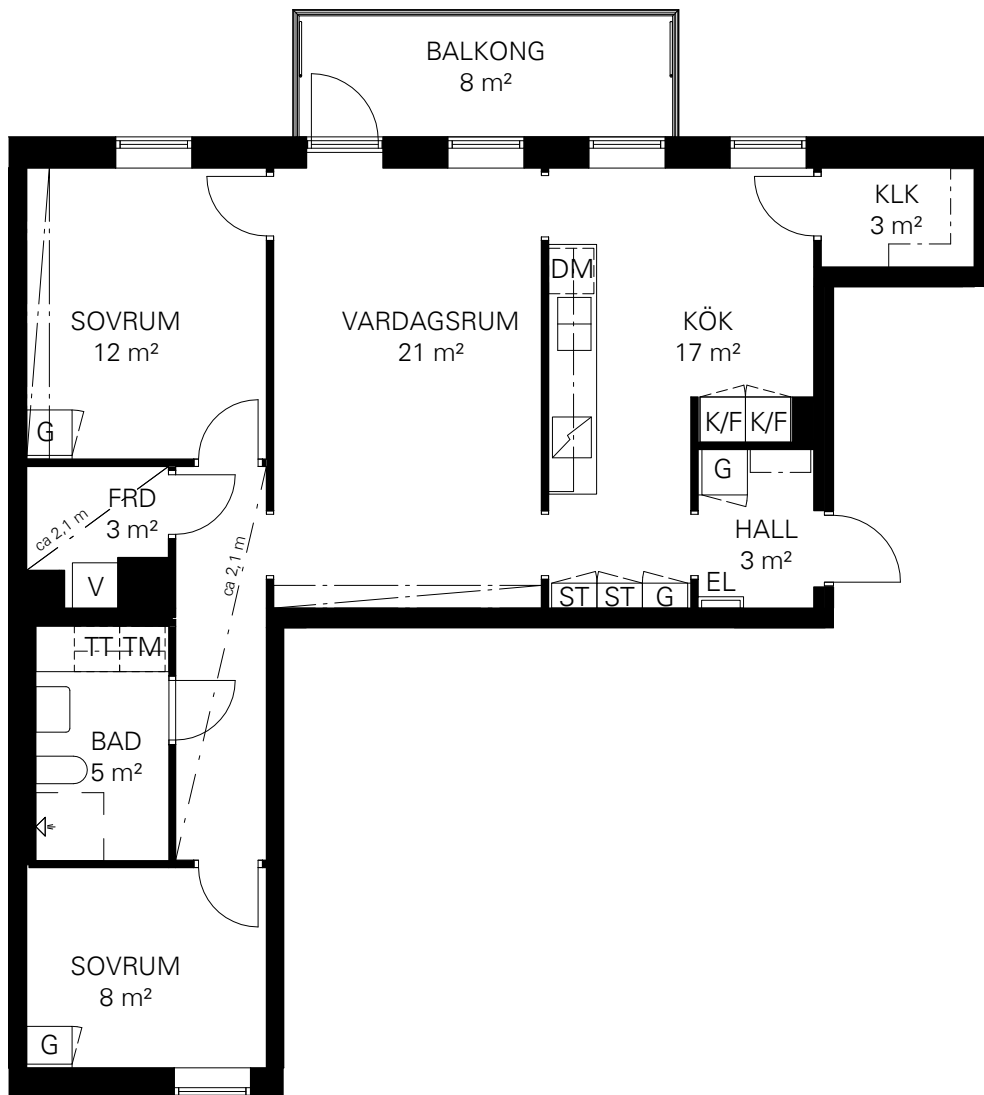 BALKONG
8 m²
KLK
3 m²
DM
SOVRUM
12 m²
VARDAGSRUM
21 m²
KÖK
17 m²
G
K/F K/F
G
FRD
3 m²
ca 2,1 m
ca 2,1 m
HALL
3 m²
V
EL
ST ST G
TT TM
BAD
5 m²
SOVRUM
8 m²
G